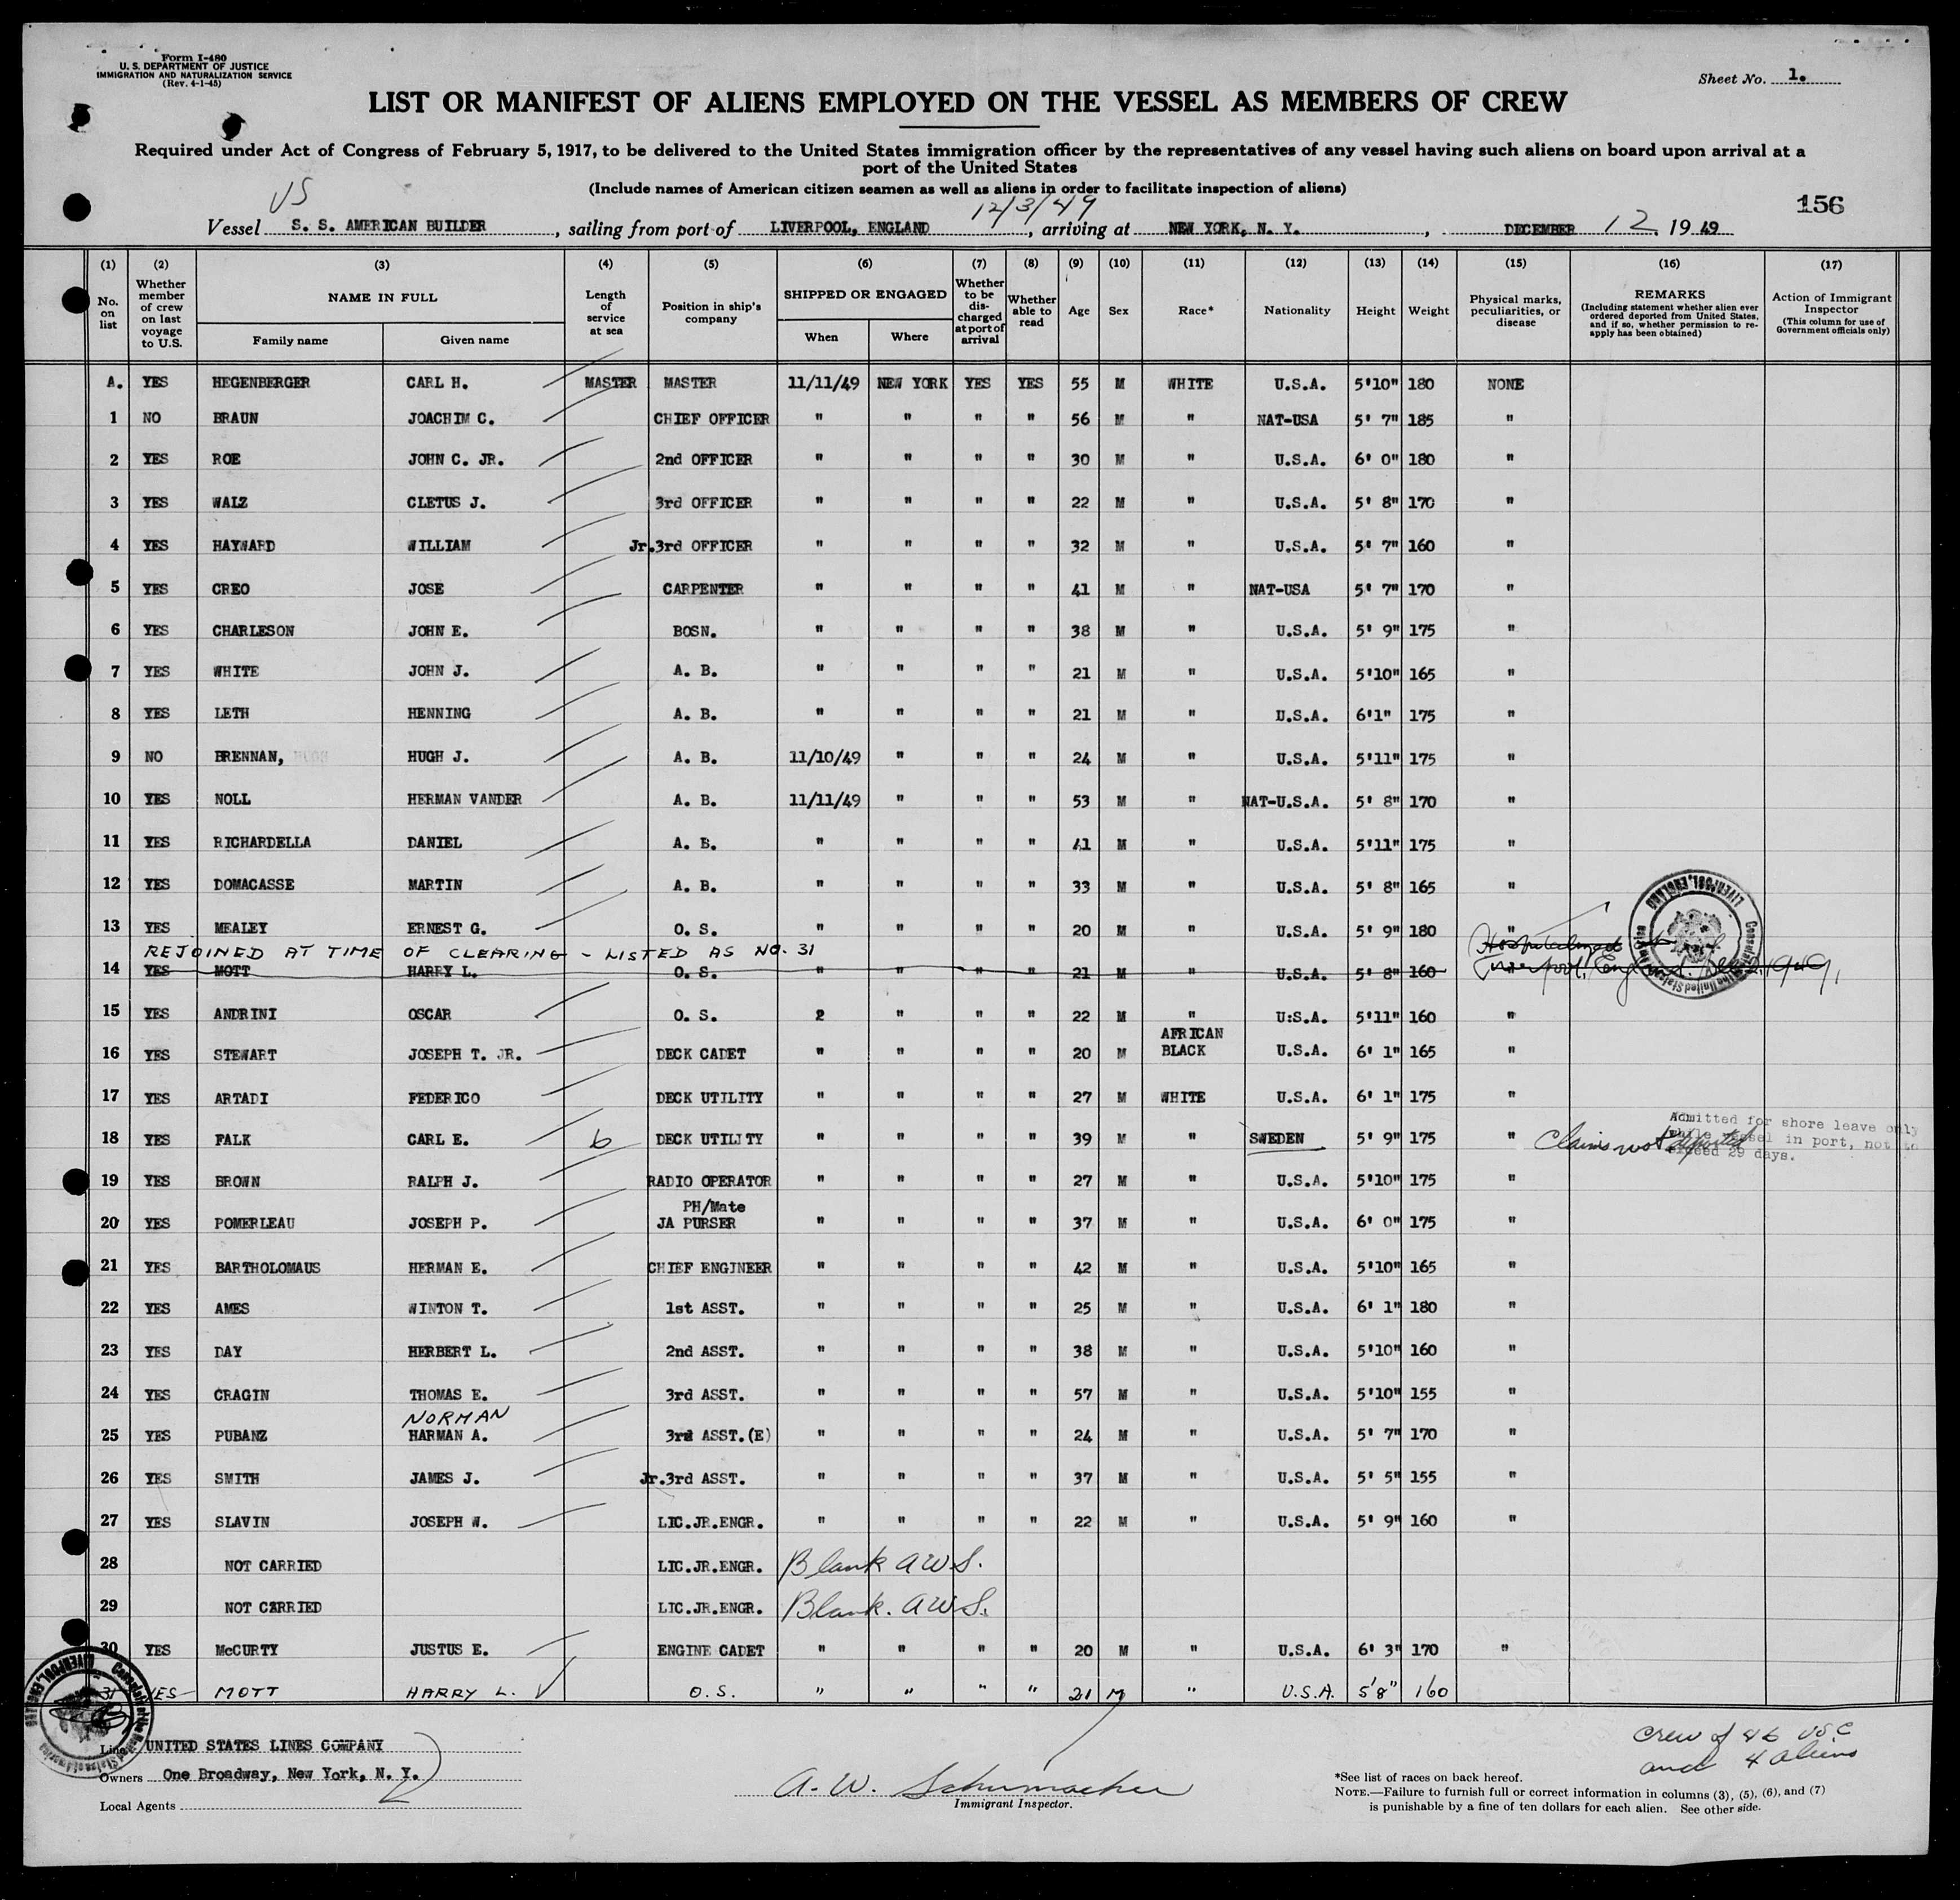 Form I-480
U. S. DEPARTMENT OF JUSTICE
IMMIGRATION AND NATURALIZATION SERVICE
(Rev. 4-1-45)
Sheet No. 1.
LIST OR MANIFEST OF ALIENS EMPLOYED ON THE VESSEL AS MEMBERS OF CREW
Required under Act of Congress of February 5, 1917, to be delivered to the United States immigration officer by the representatives of any vessel having such aliens on board upon arrival at a
port of the United States
(Include names of American citizen seamen as well as aliens in order to facilitate inspection of aliens)
US
12/3/49
156
Vessel S. S. AMERICAN BUILDER, sailing from port of LIVERPOOL, ENGLAND, arriving at NEW YORK, N. Y., DECEMBER 12, 1949
(1) No. on list
(2) Whether member of crew on last voyage to U.S.
(3) NAME IN FULL Family name Given name
(4) Length of service at sea
(5) Position in ship's company
(6) SHIPPED OR ENGAGED When Where
(7) Whether to be discharged at port of arrival
(8) Whether able to read
(9) Age
(10) Sex
(11) Race*
(12) Nationality
(13) Height
(14) Weight
(15) Physical marks, peculiarities, or disease
(16) REMARKS (Including statement whether alien ever ordered deported from United States, and if so, whether permission to re-apply has been obtained)
(17) Action of Immigrant Inspector (This column for use of Government officials only)
A. YES HEGENBERGER CARL H. MASTER MASTER 11/11/49 NEW YORK YES YES 55 M WHITE U.S.A. 5'10" 180 NONE
1 NO BRAUN JOACHIM C. CHIEF OFFICER " " " " 56 M " NAT-USA 5' 7" 185 "
2 YES ROE JOHN C. JR. 2nd OFFICER " " " " 30 M " U.S.A. 6' 0" 180 "
3 YES WALZ CLETUS J. 3rd OFFICER " " " " 22 M " U.S.A. 5' 8" 170 "
4 YES HAYWARD WILLIAM Jr.3rd OFFICER " " " " 32 M " U.S.A. 5' 7" 160 "
5 YES CREO JOSE CARPENTER " " " " 41 M " NAT-USA 5' 7" 170 "
6 YES CHARLESON JOHN E. BOSN. " " " " 38 M " U.S.A. 5' 9" 175 "
7 YES WHITE JOHN J. A. B. " " " " 21 M " U.S.A. 5'10" 165 "
8 YES LETH HENNING A. B. " " " " 21 M " U.S.A. 6'1" 175 "
9 NO BRENNAN, HUGH J. A. B. 11/10/49 " " " 24 M " U.S.A. 5'11" 175 "
10 YES NOLL HERMAN VANDER A. B. 11/11/49 " " " 53 M " NAT-U.S.A. 5' 8" 170 "
11 YES RICHARDELLA DANIEL A. B. " " " " 41 M " U.S.A. 5'11" 175 "
12 YES DOMACASSE MARTIN A. B. " " " " 33 M " U.S.A. 5' 8" 165 "
13 YES MEALEY ERNEST G. O. S. " " " " 20 M " U.S.A. 5' 9" 180 "
REJOINED AT TIME OF CLEARING - LISTED AS NO. 31
Hospitalized at
14 YES MOTT HARRY L. O. S. " " " " 21 M " U.S.A. 5' 8" 160 Liverpool, Eng. Dec. 2, 1949.
15 YES ANDRINI OSCAR O. S. " " " 22 M " U.S.A. 5'11" 160 "
AFRICAN
16 YES STEWART JOSEPH T. JR. DECK CADET " " " " 20 M BLACK U.S.A. 6' 1" 165 "
17 YES ARTADI FEDERICO DECK UTILITY " " " " 27 M WHITE U.S.A. 6' 1" 175 "
Admitted for shore leave only
18 YES FALK CARL E. 6 DECK UTILITY " " " " 39 M " SWEDEN 5' 9" 175 " Claims not deported while vessel in port, not to
exceed 29 days.
19 YES BROWN RALPH J. RADIO OPERATOR " " " " 27 M " U.S.A. 5'10" 175 "
PH/Mate
20 YES POMERLEAU JOSEPH P. JA PURSER " " " " 37 M " U.S.A. 6' 0" 175 "
21 YES BARTHOLOMAUS HERMAN E. CHIEF ENGINEER " " " " 42 M " U.S.A. 5'10" 165 "
22 YES AMES WINTON T. 1st ASST. " " " " 25 M " U.S.A. 6' 1" 180 "
23 YES DAY HERBERT L. 2nd ASST. " " " " 38 M " U.S.A. 5'10" 160 "
24 YES CRAGIN THOMAS E. 3rd ASST. " " " " 57 M " U.S.A. 5'10" 155 "
NORMAN
25 YES PUBANZ HARMAN A. 3rd ASST.(E) " " " " 24 M " U.S.A. 5' 7" 170 "
26 YES SMITH JAMES J. Jr.3rd ASST. " " " " 37 M " U.S.A. 5' 5" 155 "
27 YES SLAVIN JOSEPH W. LIC.JR.ENGR. " " " " 22 M " U.S.A. 5' 9" 160 "
28 NOT CARRIED LIC.JR.ENGR. Blank AWS.
29 NOT CARRIED LIC.JR.ENGR. Blank. AWS.
30 YES McCURTY JUSTUS E. ENGINE CADET " " " " 20 M " U.S.A. 6' 3" 170 "
31 YES MOTT HARRY L. O.S. " " " " 21 M " U.S.A. 5'8" 160
Line UNITED STATES LINES COMPANY
Owners One Broadway, New York, N. Y.
Local Agents
A. W. Schumacher
Immigrant Inspector.
crew of 46 USC
and 4 aliens
*See list of races on back hereof.
NOTE.—Failure to furnish full or correct information in columns (3), (5), (6), and (7)
is punishable by a fine of ten dollars for each alien. See other side.